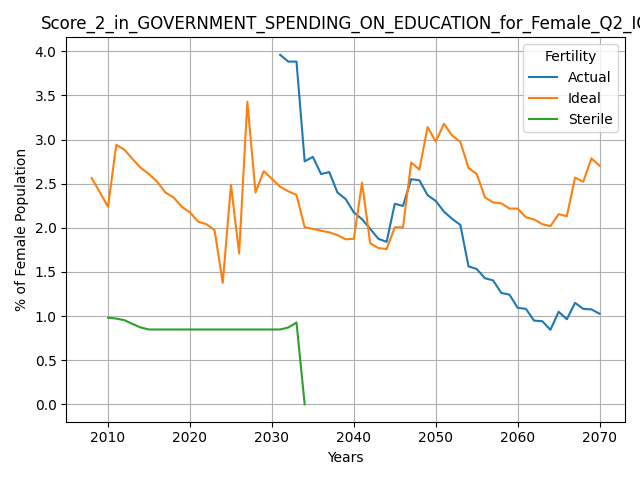 Score_2_in_GOVERNMENT_SPENDING_ON_EDUCATION_for_Female_Q2_IC
4.0
3.5
3.0
2.5
2.0
1.5
1.0
0.5
0.0
% of Female Population
Fertility
Actual
Ideal
Sterile
2010 2020 2030 2040 2050 2060 2070
Years